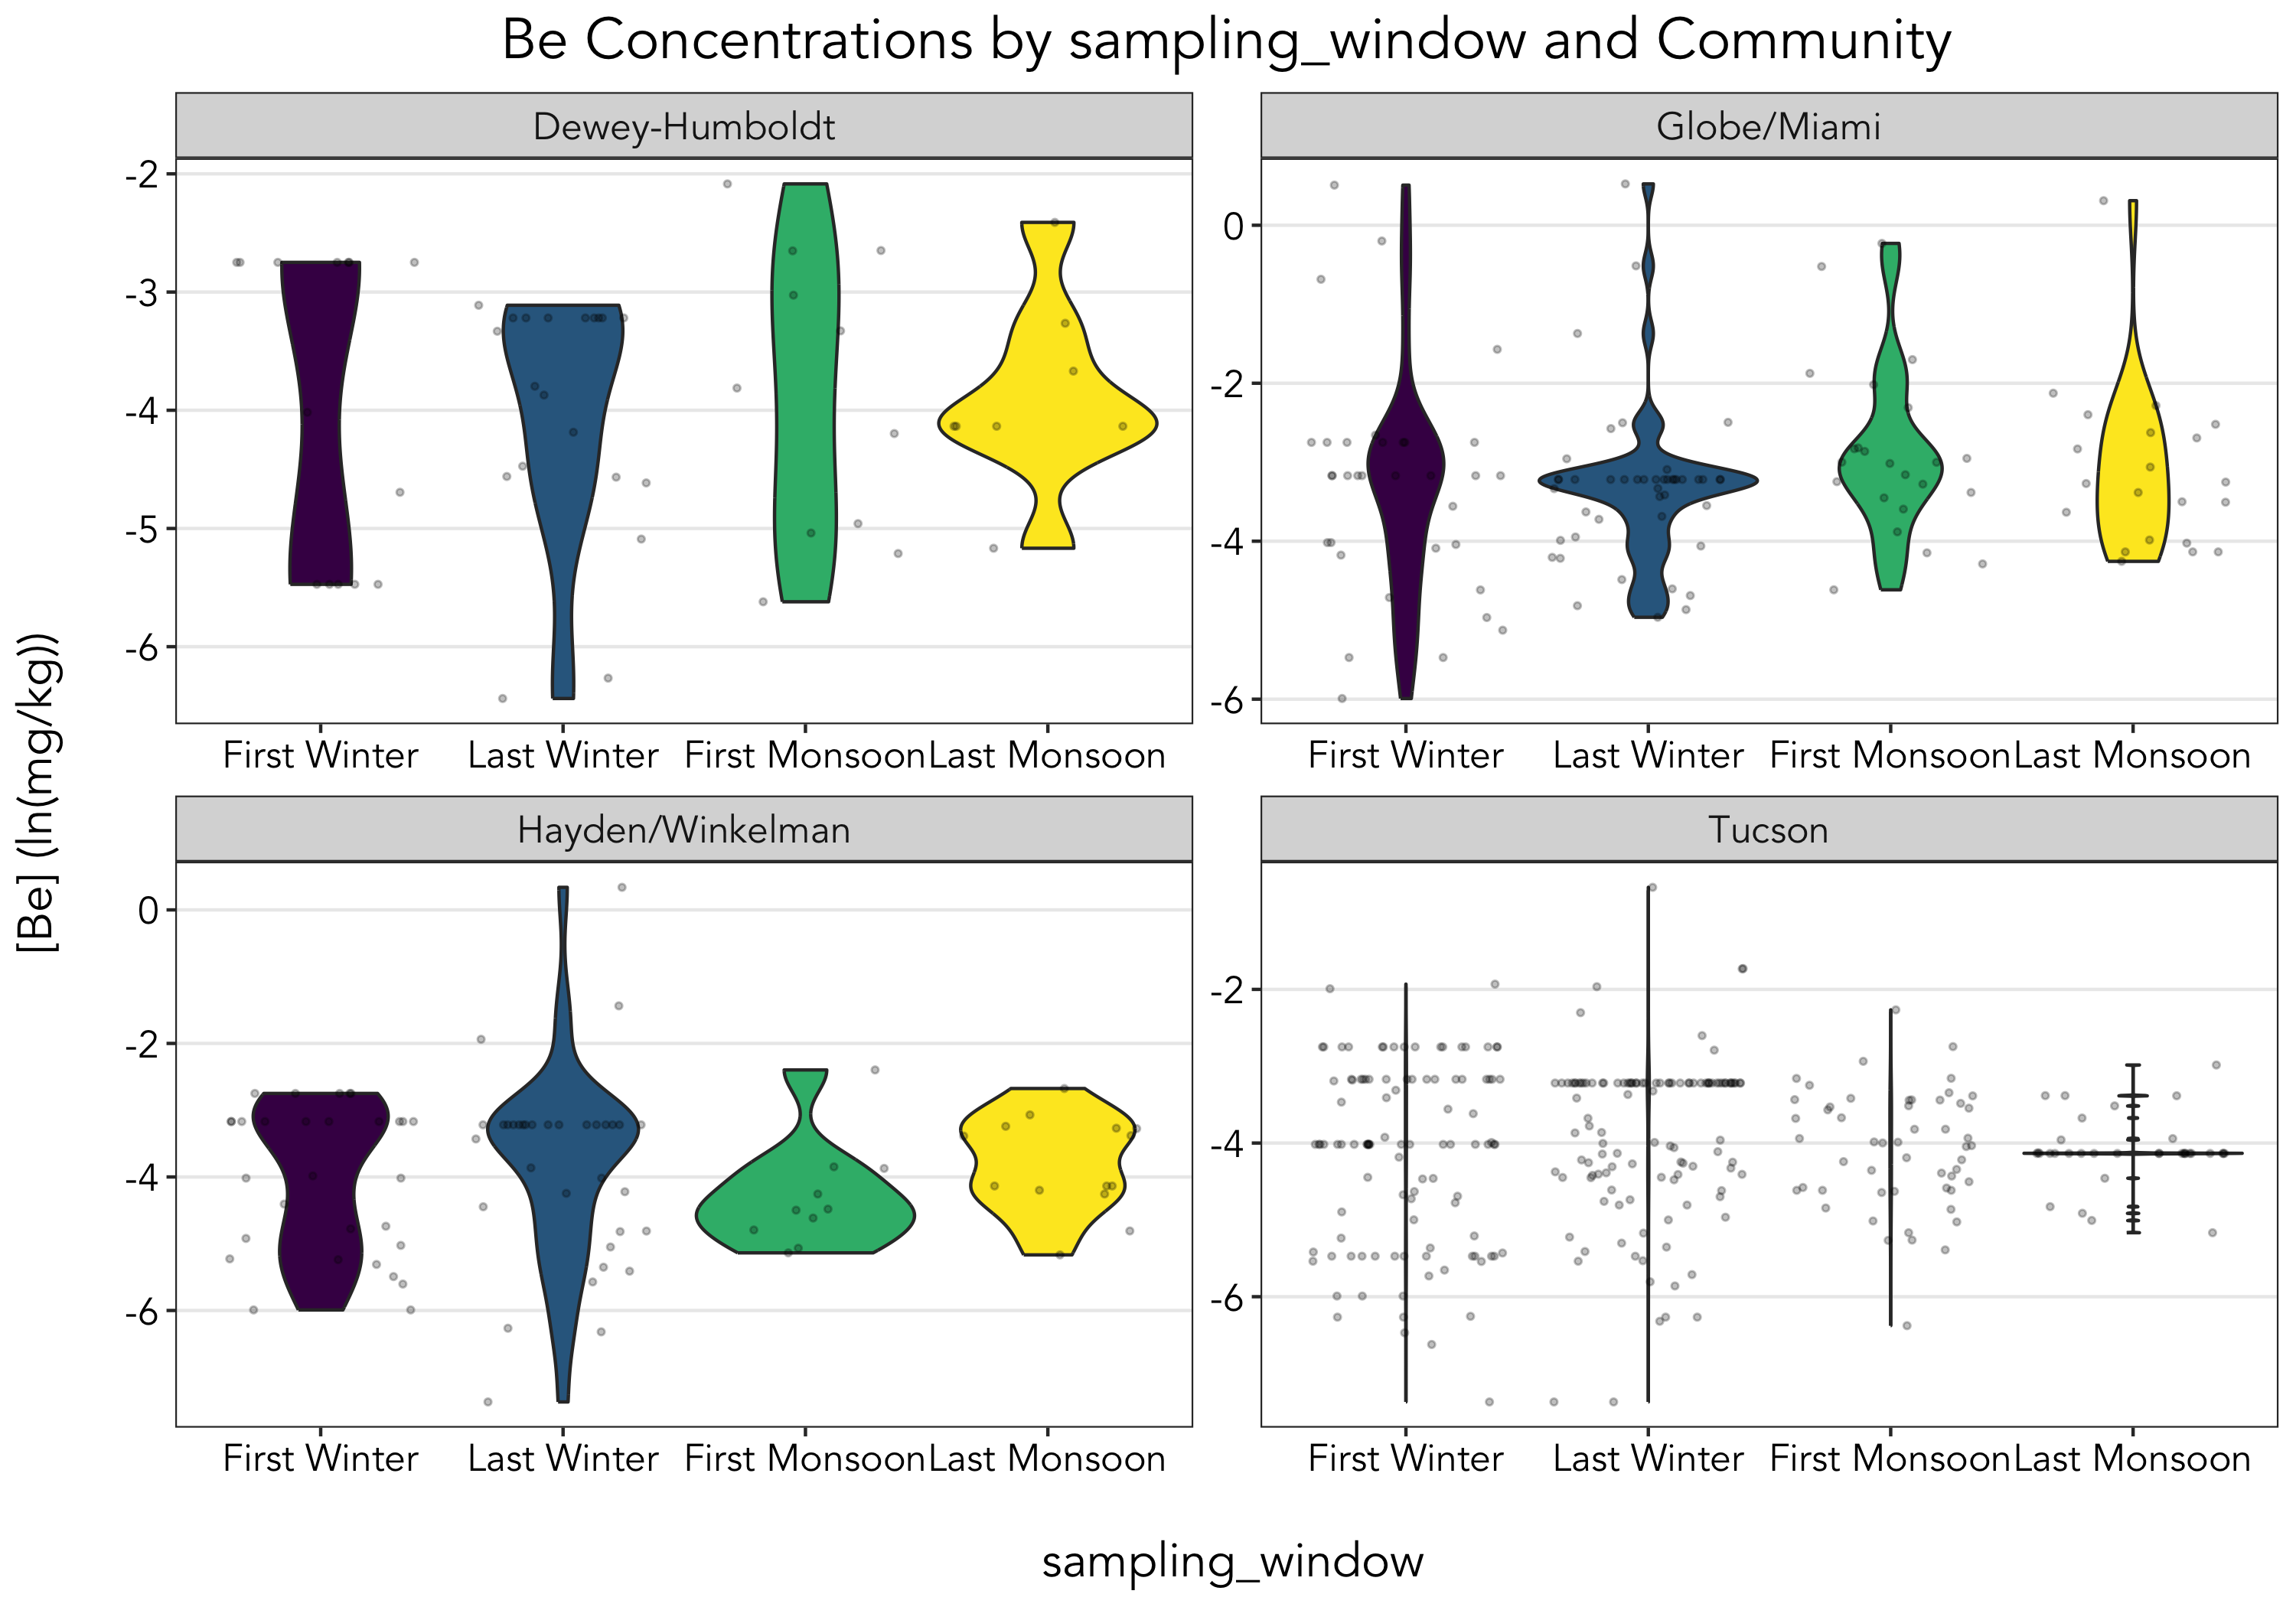 Be Concentrations by sampling_window and Community
Dewey-Humboldt
Globe/Miami
-2
-3
-4
-5
-6
0
-2
-4
-6
First Winter Last Winter First Monsoon Last Monsoon
First Winter Last Winter First Monsoon Last Monsoon
[Be] (ln(mg/kg))
Hayden/Winkelman
Tucson
0
-2
-4
-6
-2
-4
-6
First Winter Last Winter First Monsoon Last Monsoon
First Winter Last Winter First Monsoon Last Monsoon
sampling_window